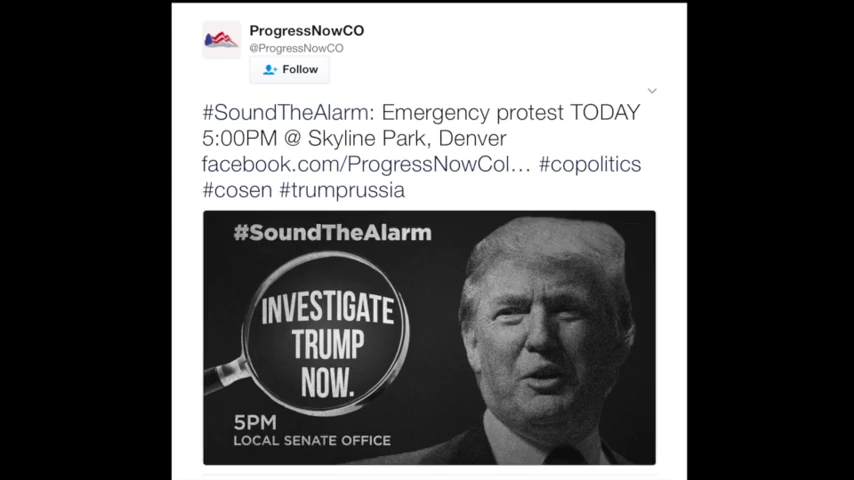 ProgressNowCO
@ProgressNowCO
Follow
#SoundTheAlarm: Emergency protest TODAY
5:00PM @ Skyline Park, Denver
facebook.com/ProgressNowCol… #copolitics
#cosen #trumprussia
#SoundTheAlarm
INVESTIGATE
TRUMP
NOW.
5PM
LOCAL SENATE OFFICE